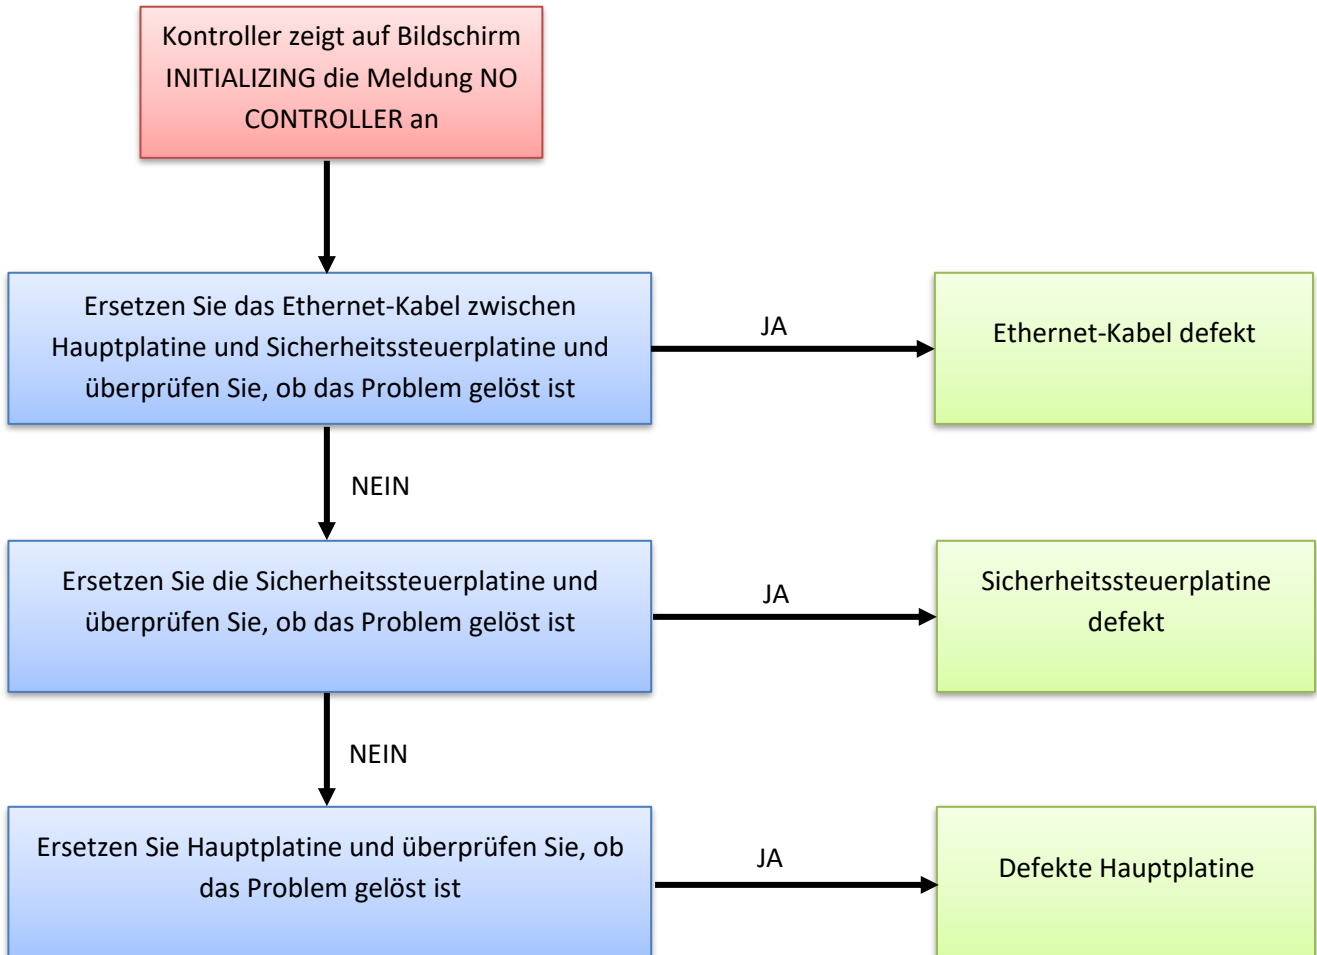 Kontroller zeigt auf Bildschirm
INITIALIZING die Meldung NO
CONTROLLER an
Ersetzen Sie das Ethernet-Kabel zwischen
Hauptplatine und Sicherheitssteuerplatine und
überprüfen Sie, ob das Problem gelöst ist
JA
Ethernet-Kabel defekt
NEIN
Ersetzen Sie die Sicherheitssteuerplatine und
überprüfen Sie, ob das Problem gelöst ist
JA
Sicherheitssteuerplatine
defekt
NEIN
Ersetzen Sie Hauptplatine und überprüfen Sie, ob
das Problem gelöst ist
JA
Defekte Hauptplatine